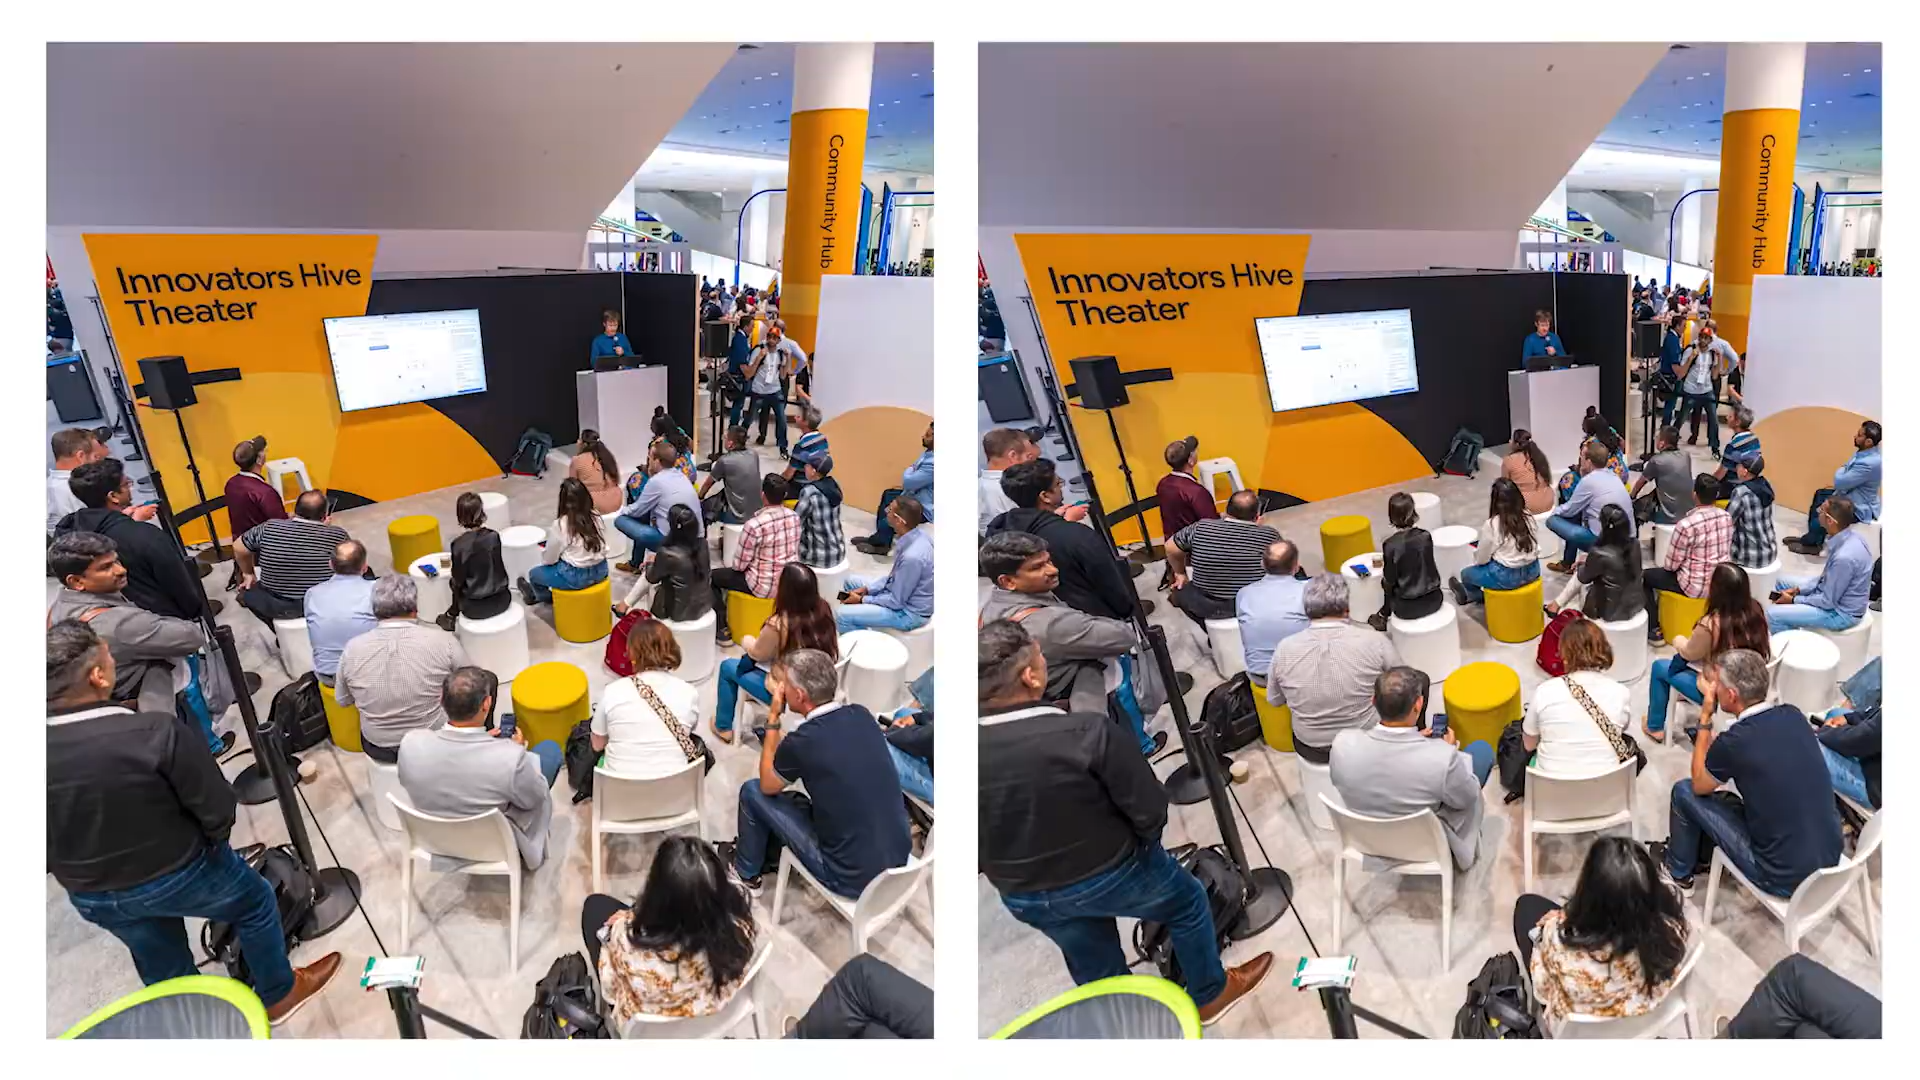 Innovators Hive
Theater
Community Hub
Innovators Hive
Theater
Community Hub